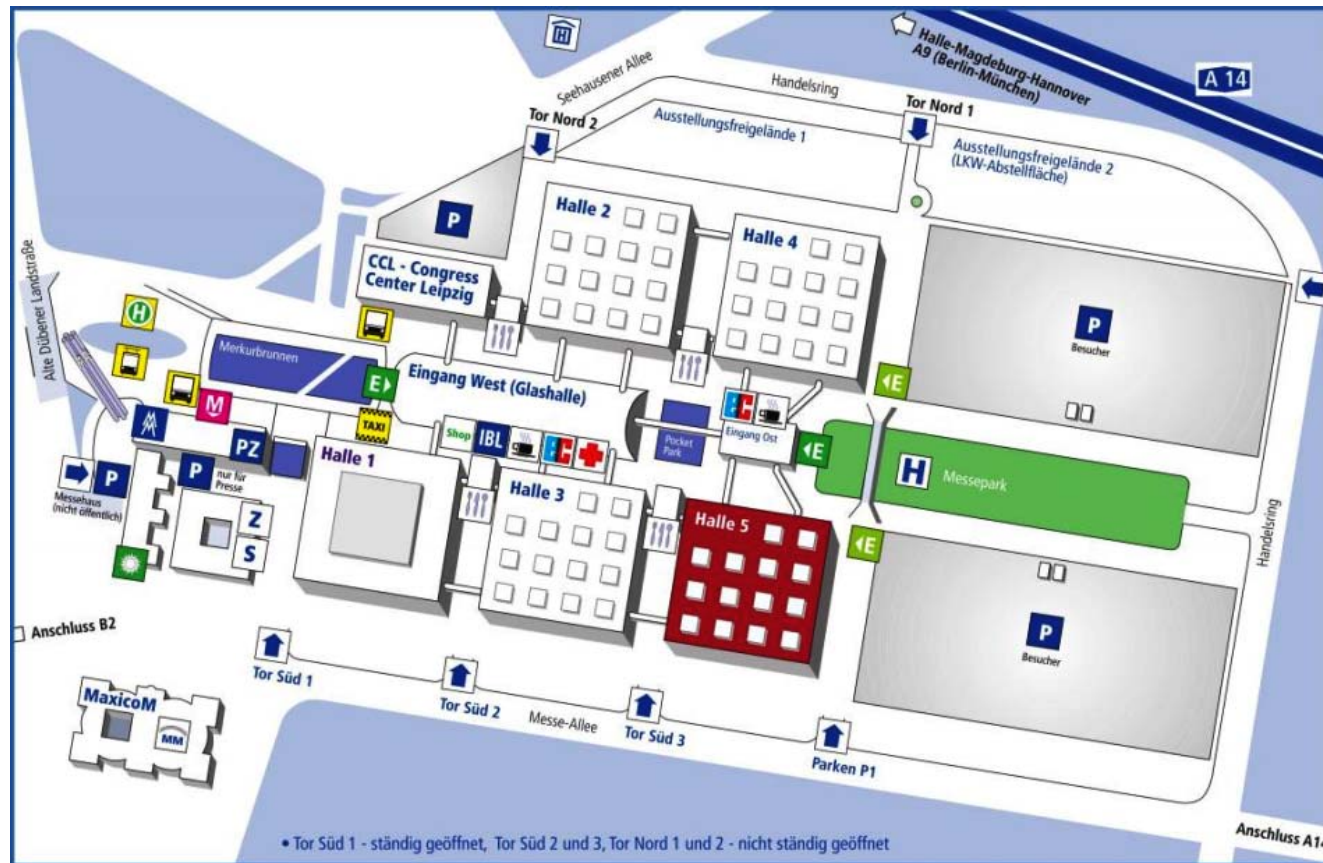 Halle-Magdeburg-Hannover
A9 (Berlin-München)
A 14
H
Seehausener Allee
Handelsring
Tor Nord 1
Tor Nord 2
Ausstellungsfreigelände 1
Ausstellungsfreigelände 2
(LKW-Abstellfläche)
P
Halle 2
Halle 4
CCL - Congress
Center Leipzig
Alte Dübener Landstraße
H
P
Besucher
Merkurbrunnen
E
Eingang West (Glashalle)
E
M
TAXI
Shop
IBL
EC
EC
Pocket
Park
Eingang Ost
E
H
Messepark
PZ
Halle 1
P
nur für
Presse
P
Messehaus
(nicht öffentlich)
Z
S
Halle 3
Halle 5
E
Handelsring
P
Besucher
Anschluss B2
MaxicoM
MM
Tor Süd 1
Tor Süd 2
Messe-Allee
Tor Süd 3
Parken P1
Anschluss A14
• Tor Süd 1 - ständig geöffnet, Tor Süd 2 und 3, Tor Nord 1 und 2 - nicht ständig geöffnet